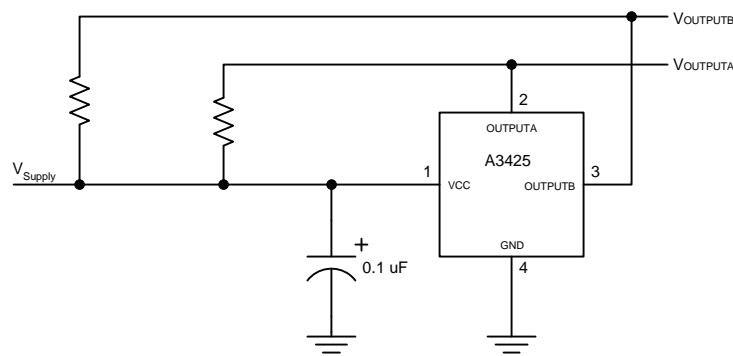 VOUTPUTB
VOUTPUTA
2
OUTPUTA
A3425
VSupply
1
VCC
OUTPUTB
3
GND
4
+
0.1 uF